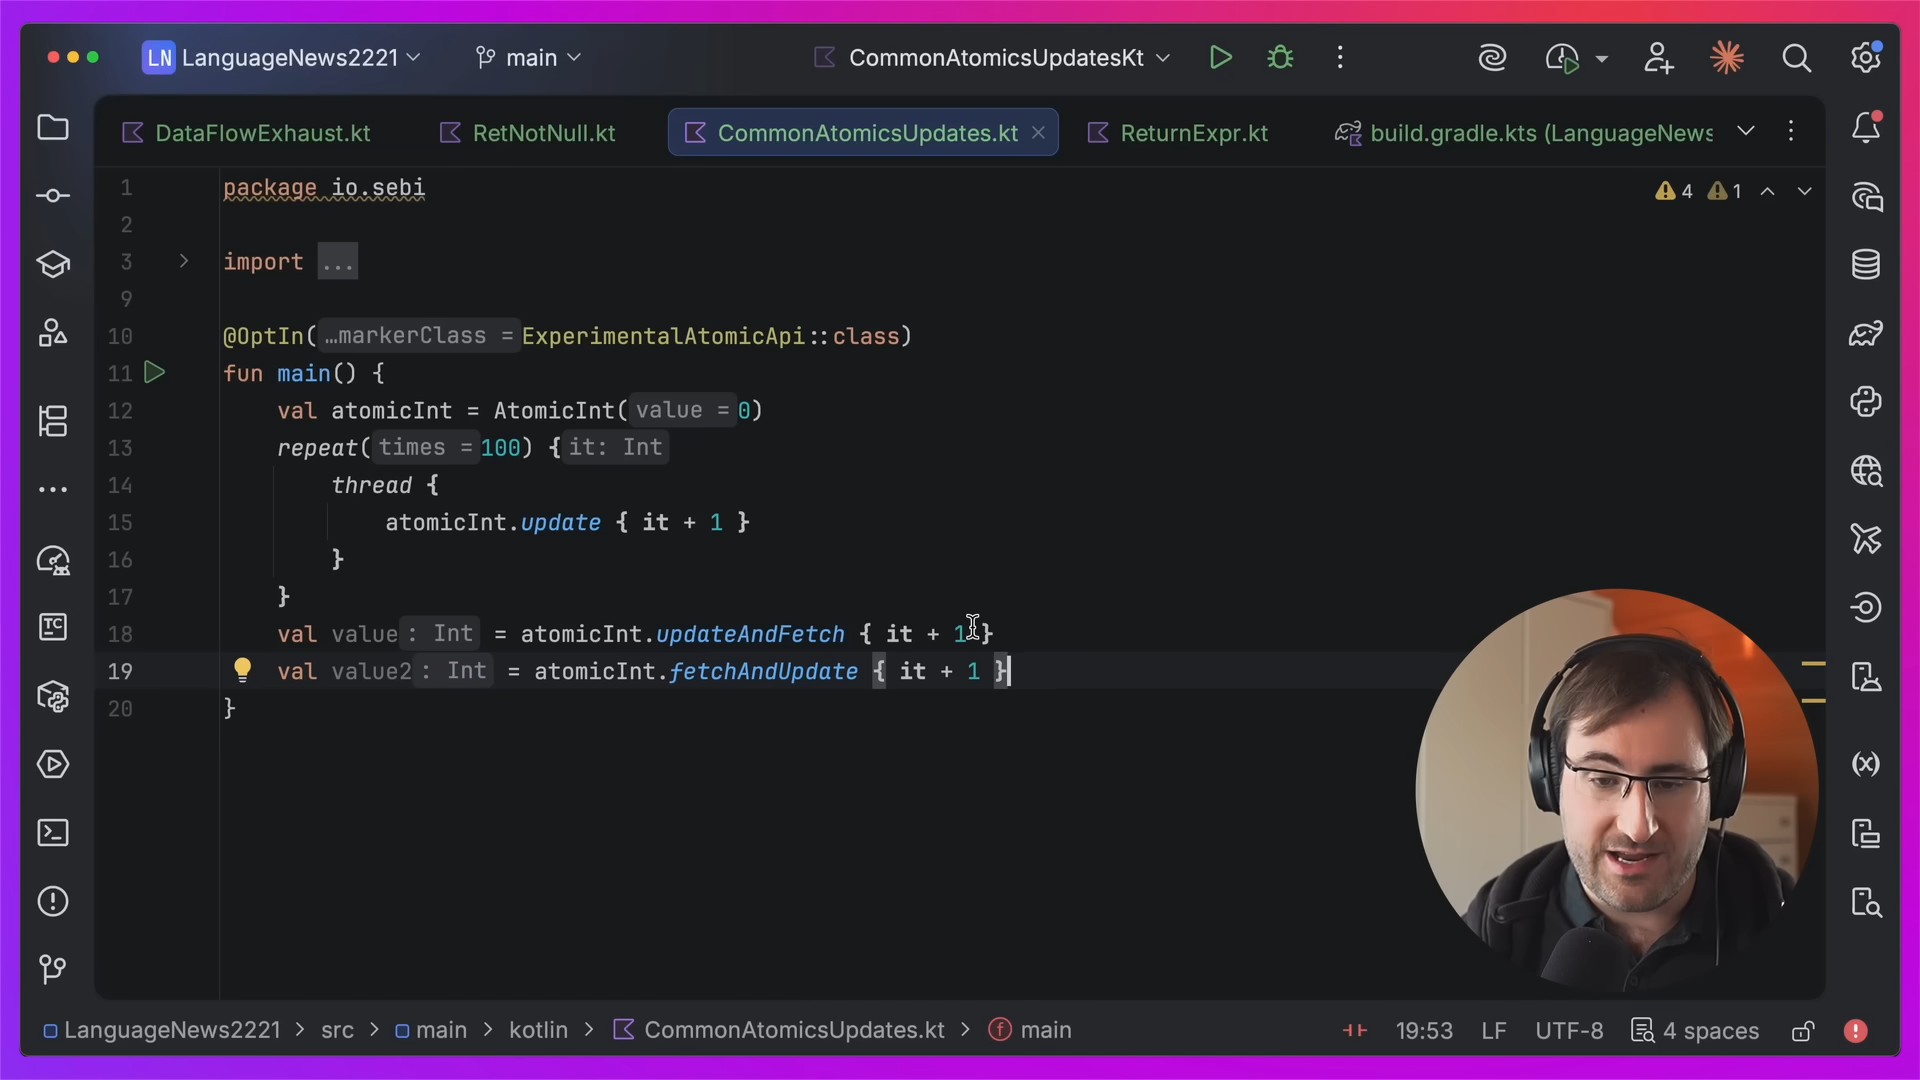 LN LanguageNews2221 main CommonAtomicsUpdatesKt
DataFlowExhaust.kt RetNotNull.kt CommonAtomicsUpdates.kt ReturnExpr.kt build.gradle.kts (LanguageNews
1 package io.sebi 4 1
2
3 import ...
9
10 @OptIn(…markerClass = ExperimentalAtomicApi::class)
11 fun main() {
12 val atomicInt = AtomicInt( value = 0)
13 repeat( times = 100) { it: Int
14 thread {
15 atomicInt.update { it + 1 }
16 }
17 }
18 val value : Int = atomicInt.updateAndFetch { it + 1 }
19 val value2 : Int = atomicInt.fetchAndUpdate { it + 1 }
20 }
TC
(x)
LanguageNews2221 > src > main > kotlin > CommonAtomicsUpdates.kt > f main 19:53 LF UTF-8 4 spaces